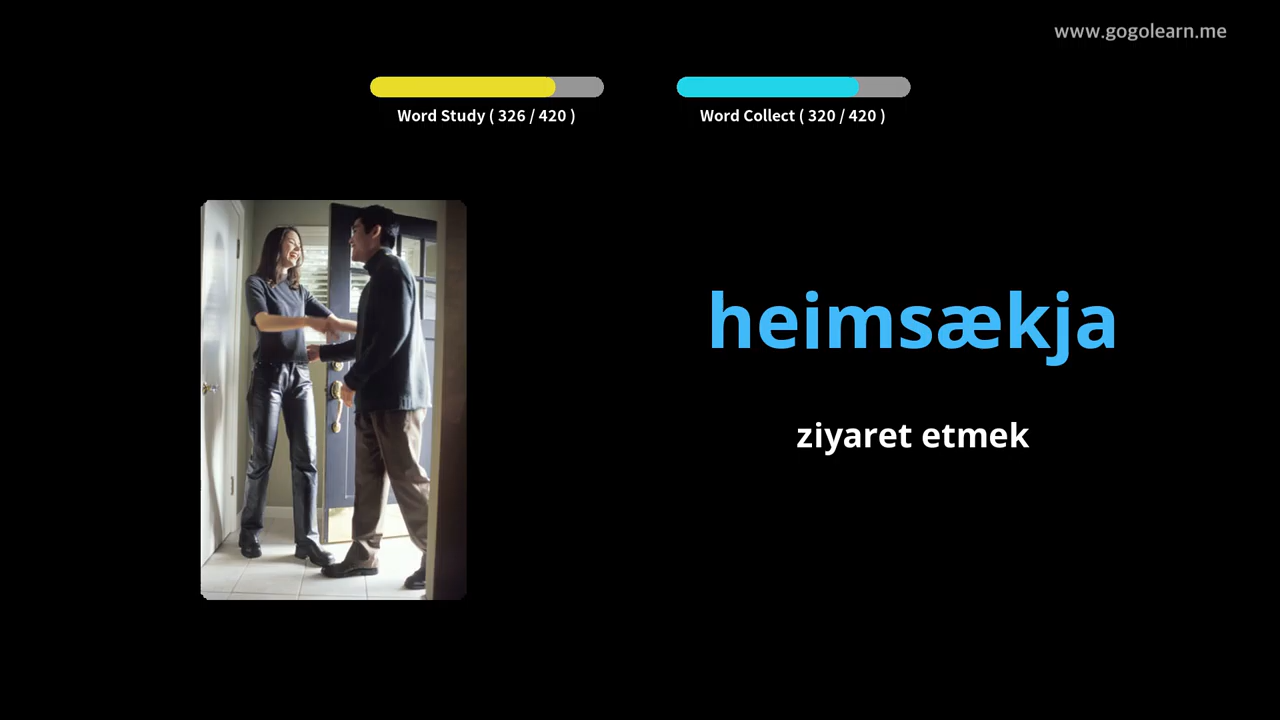 www.gogolearn.me
Word Study ( 326 / 420 )
Word Collect ( 320 / 420 )
heimsækja
ziyaret etmek